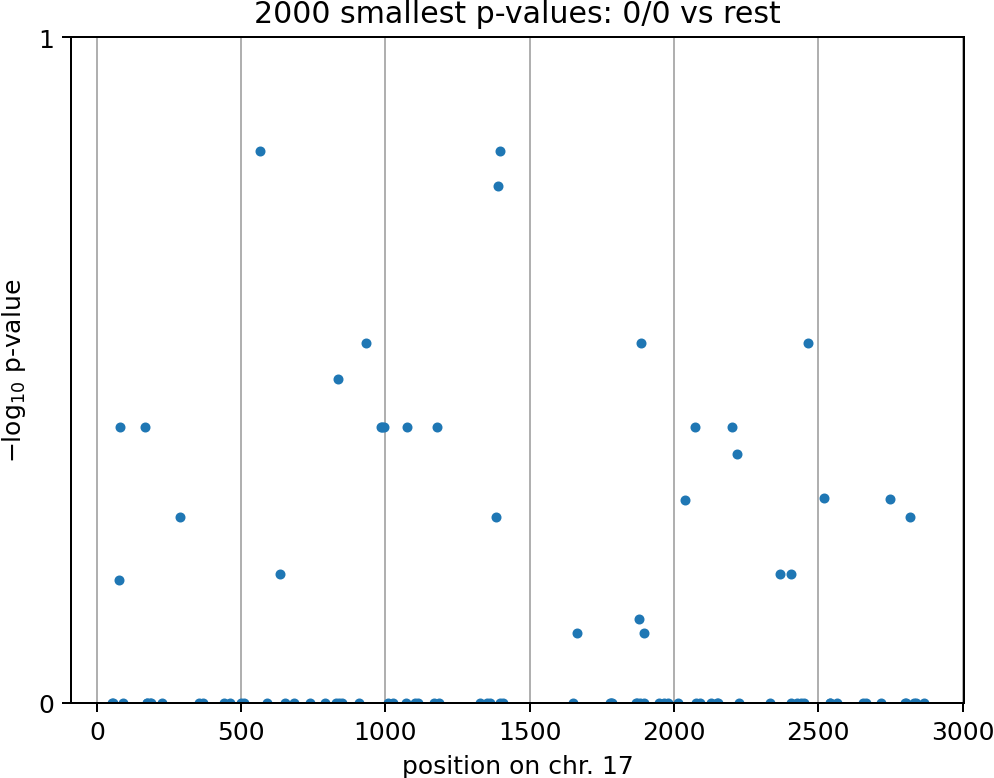 2000 smallest p-values: 0/0 vs rest
1
−log₁₀ p-value
0
0 500 1000 1500 2000 2500 3000
position on chr. 17